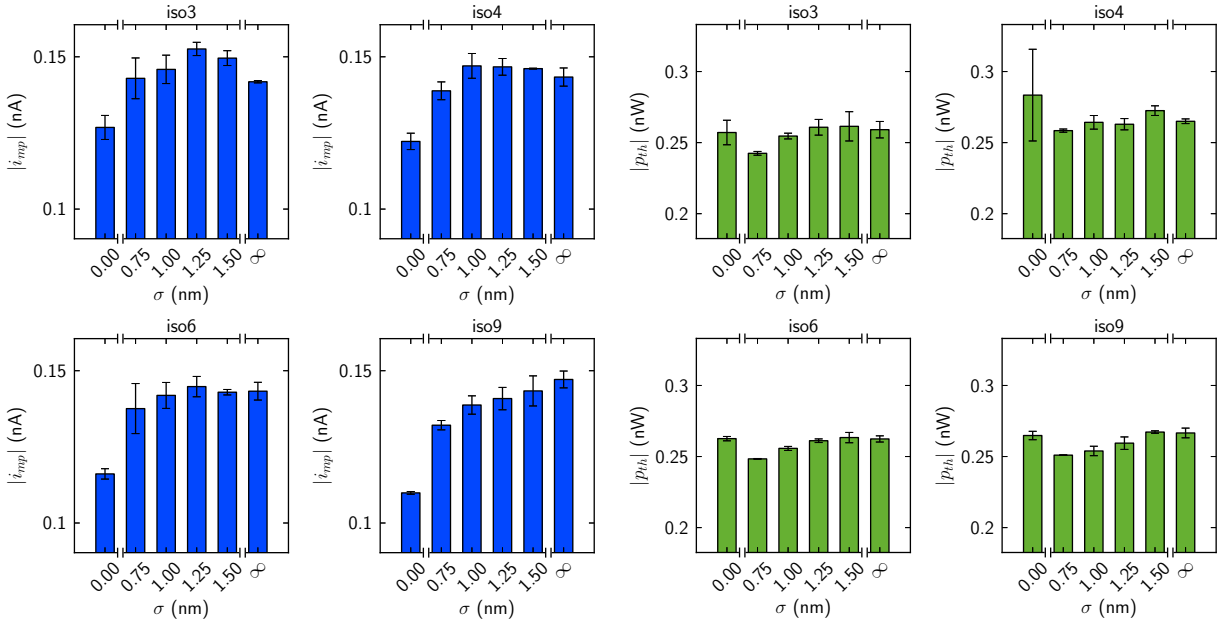 iso3
|i_mp| (nA)
0.15
0.1
0.00
0.75
1.00
1.25
1.50
∞
σ (nm)
iso4
|i_mp| (nA)
0.15
0.1
0.00
0.75
1.00
1.25
1.50
∞
σ (nm)
iso3
|p_th| (nW)
0.3
0.25
0.2
0.00
0.75
1.00
1.25
1.50
∞
σ (nm)
iso4
|p_th| (nW)
0.3
0.25
0.2
0.00
0.75
1.00
1.25
1.50
∞
σ (nm)
iso6
|i_mp| (nA)
0.15
0.1
0.00
0.75
1.00
1.25
1.50
∞
σ (nm)
iso9
|i_mp| (nA)
0.15
0.1
0.00
0.75
1.00
1.25
1.50
∞
σ (nm)
iso6
|p_th| (nW)
0.3
0.25
0.2
0.00
0.75
1.00
1.25
1.50
∞
σ (nm)
iso9
|p_th| (nW)
0.3
0.25
0.2
0.00
0.75
1.00
1.25
1.50
∞
σ (nm)